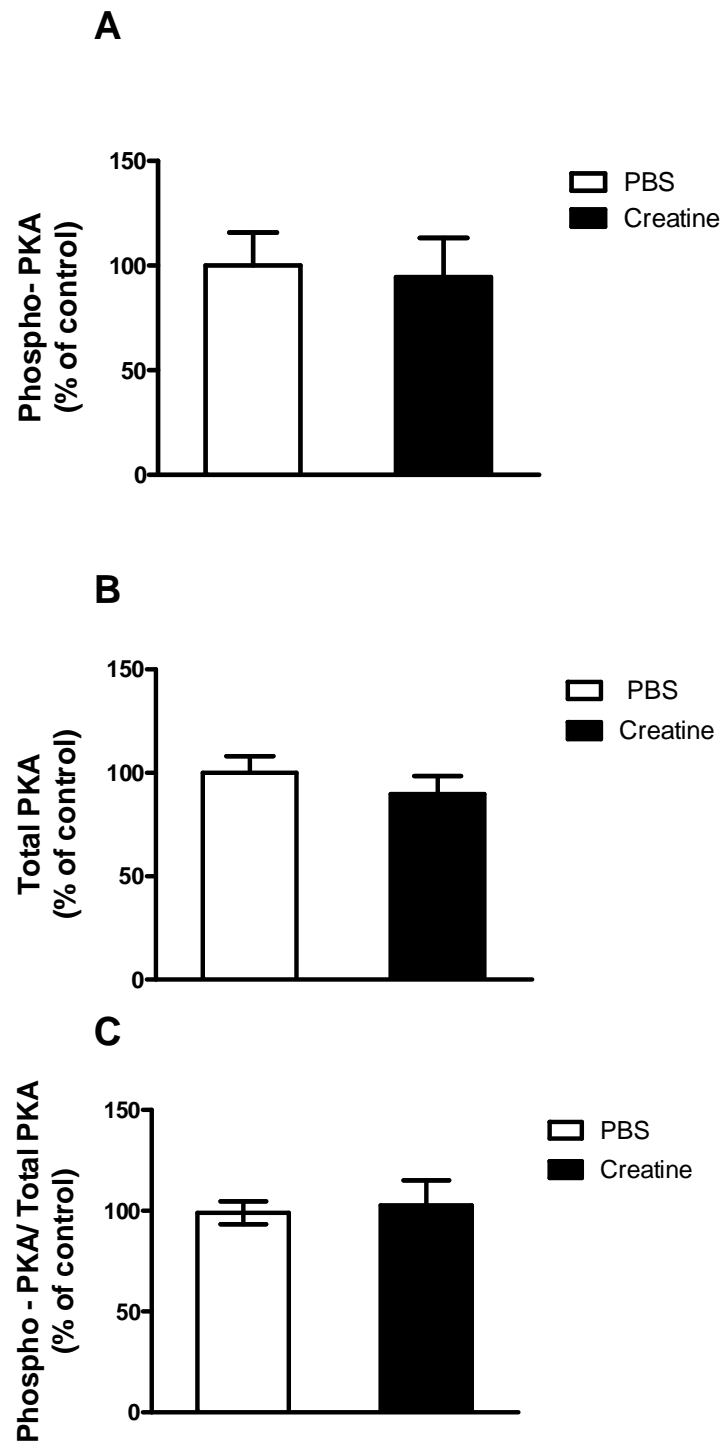 A
Phospho- PKA
(% of control)
150
100
50
0
PBS
Creatine
B
Total PKA
(% of control)
150
100
50
0
PBS
Creatine
C
Phospho - PKA/ Total PKA
(% of control)
150
100
50
0
PBS
Creatine